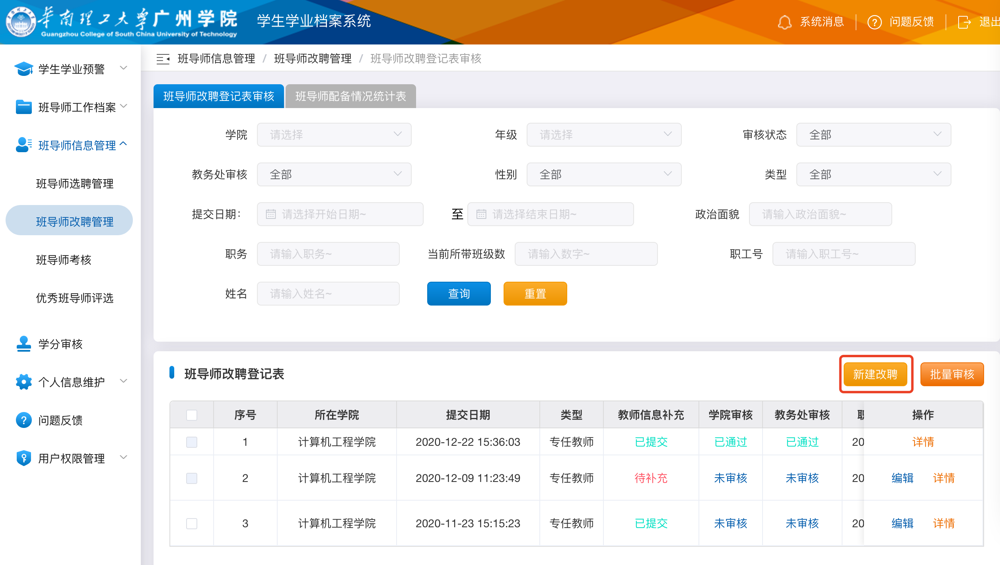 华南理工大学广州学院
Guangzhou College of South China University of Technology
学生学业档案系统
系统消息
问题反馈
退出
学生学业预警
班导师工作档案
班导师信息管理
班导师选聘管理
班导师改聘管理
班导师考核
优秀班导师评选
学分审核
个人信息维护
问题反馈
用户权限管理
班导师信息管理 / 班导师改聘管理 / 班导师改聘登记表审核
班导师改聘登记表审核 班导师配备情况统计表
学院 请选择 年级 请选择 审核状态 全部
教务处审核 全部 性别 全部 类型 全部
提交日期: 请选择开始日期~ 至 请选择结束日期~ 政治面貌 请输入政治面貌~
职务 请输入职务~ 当前所带班级数 请输入数字~ 职工号 请输入职工号~
姓名 请输入姓名~ 查询 重置
班导师改聘登记表 新建改聘 批量审核
序号 所在学院 提交日期 类型 教师信息补充 学院审核 教务处审核 职 操作
1 计算机工程学院 2020-12-22 15:36:03 专任教师 已提交 已通过 已通过 20 详情
2 计算机工程学院 2020-12-09 11:23:49 专任教师 待补充 未审核 未审核 20 编辑 详情
3 计算机工程学院 2020-11-23 15:15:23 专任教师 已提交 未审核 未审核 20 编辑 详情